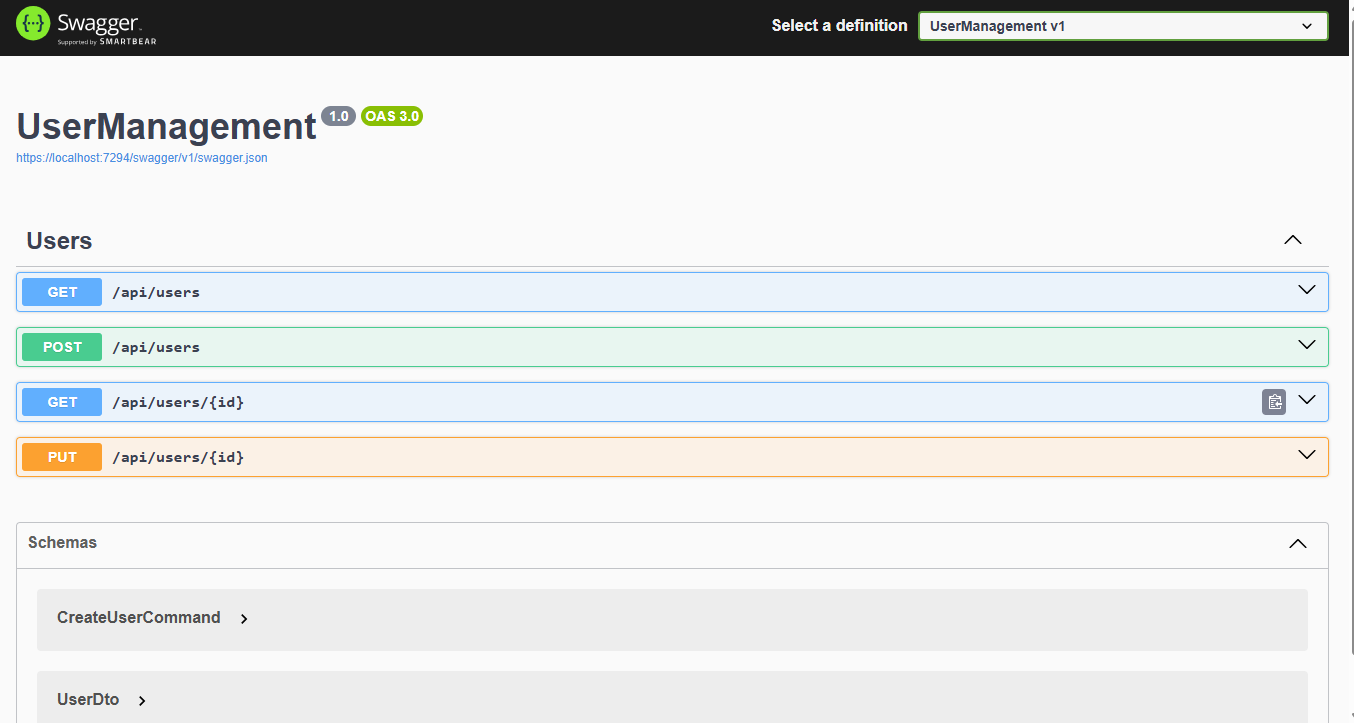 Swagger
Supported by SMARTBEAR
Select a definition
UserManagement v1
UserManagement 1.0 OAS 3.0
https://localhost:7294/swagger/v1/swagger.json
Users
GET /api/users
POST /api/users
GET /api/users/{id}
PUT /api/users/{id}
Schemas
CreateUserCommand
UserDto